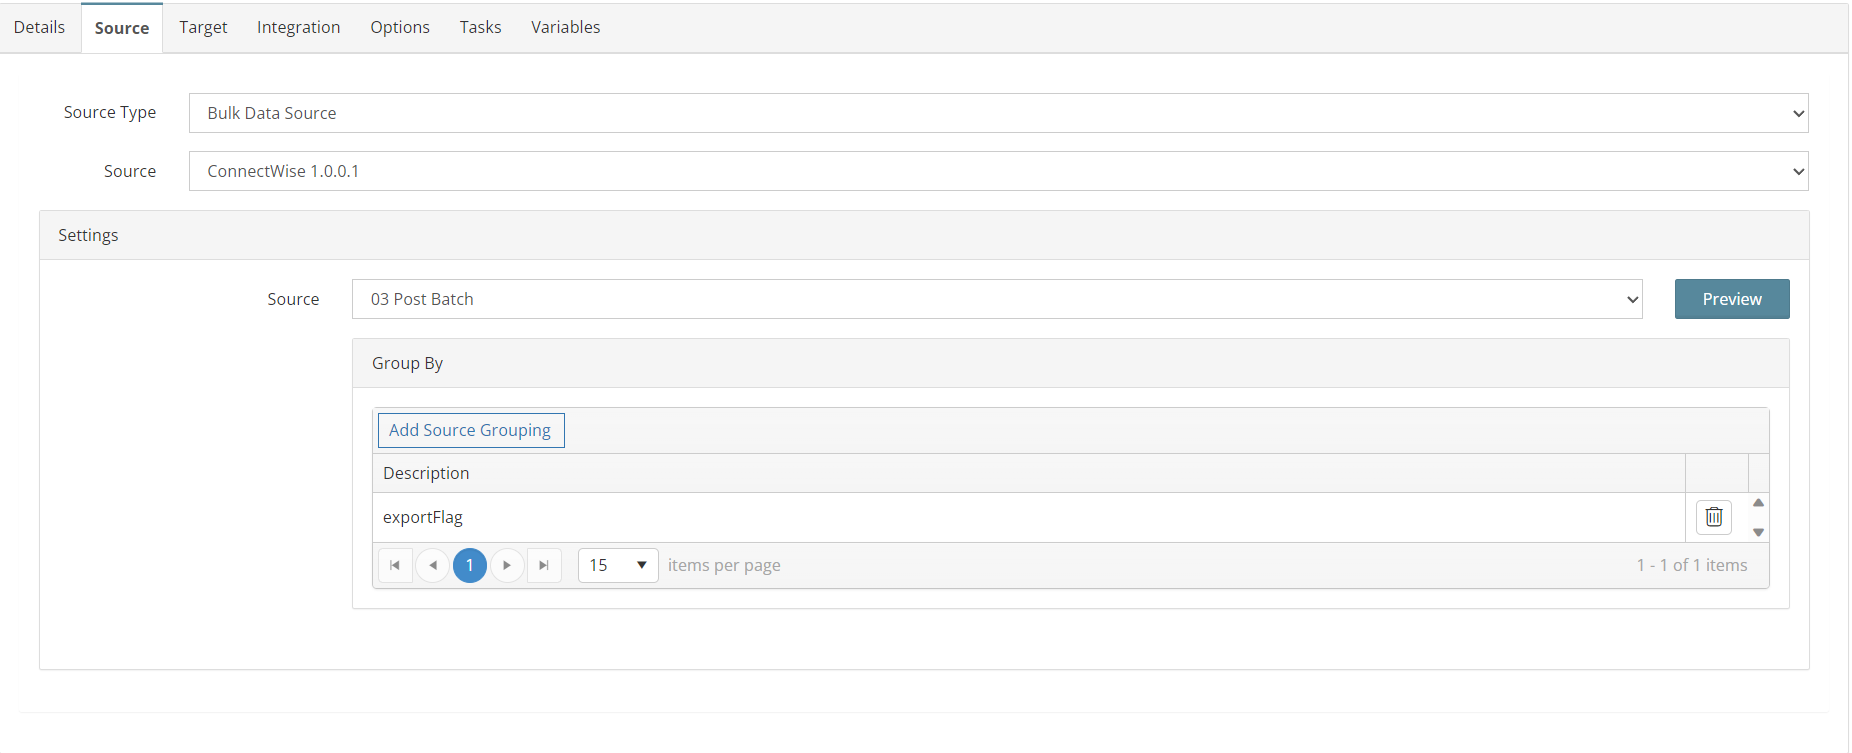 Details Source Target Integration Options Tasks Variables
Source Type Bulk Data Source
Source ConnectWise 1.0.0.1
Settings
Source 03 Post Batch Preview
Group By
Add Source Grouping
Description
exportFlag
1 15 items per page 1 - 1 of 1 items